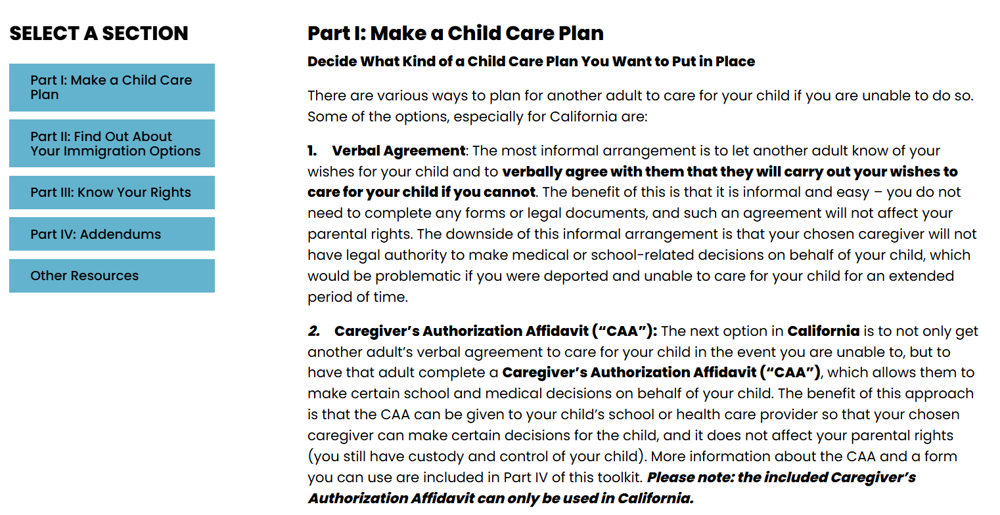 SELECT A SECTION
Part I: Make a Child Care
Plan
Part II: Find Out About
Your Immigration Options
Part III: Know Your Rights
Part IV: Addendums
Other Resources
Part I: Make a Child Care Plan
Decide What Kind of a Child Care Plan You Want to Put in Place
There are various ways to plan for another adult to care for your child if you are unable to do so.
Some of the options, especially for California are:
1. Verbal Agreement: The most informal arrangement is to let another adult know of your
wishes for your child and to verbally agree with them that they will carry out your wishes to
care for your child if you cannot. The benefit of this is that it is informal and easy – you do not
need to complete any forms or legal documents, and such an agreement will not affect your
parental rights. The downside of this informal arrangement is that your chosen caregiver will not
have legal authority to make medical or school-related decisions on behalf of your child, which
would be problematic if you were deported and unable to care for your child for an extended
period of time.
2. Caregiver’s Authorization Affidavit (“CAA”): The next option in California is to not only get
another adult’s verbal agreement to care for your child in the event you are unable to, but to
have that adult complete a Caregiver’s Authorization Affidavit (“CAA”), which allows them to
make certain school and medical decisions on behalf of your child. The benefit of this approach
is that the CAA can be given to your child’s school or health care provider so that your chosen
caregiver can make certain decisions for the child, and it does not affect your parental rights
(you still have custody and control of your child). More information about the CAA and a form
you can use are included in Part IV of this toolkit. Please note: the included Caregiver’s
Authorization Affidavit can only be used in California.